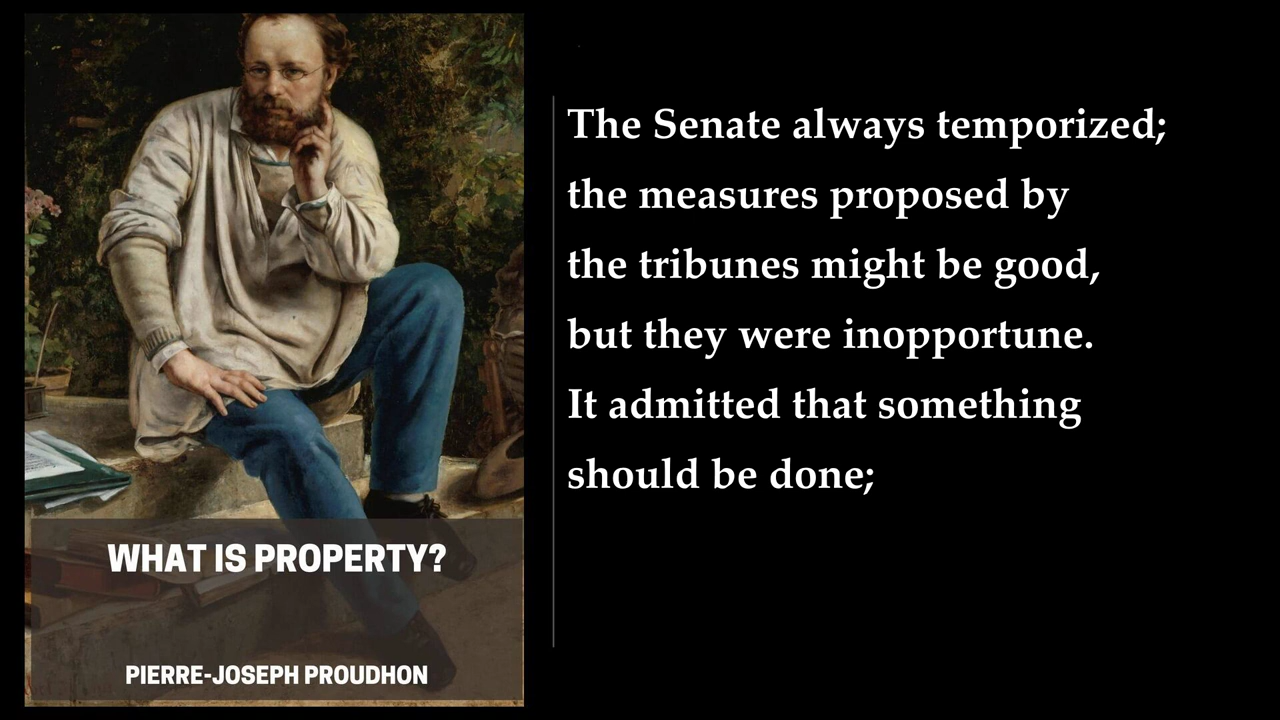 WHAT IS PROPERTY?
PIERRE-JOSEPH PROUDHON
The Senate always temporized;
the measures proposed by
the tribunes might be good,
but they were inopportune.
It admitted that something
should be done;